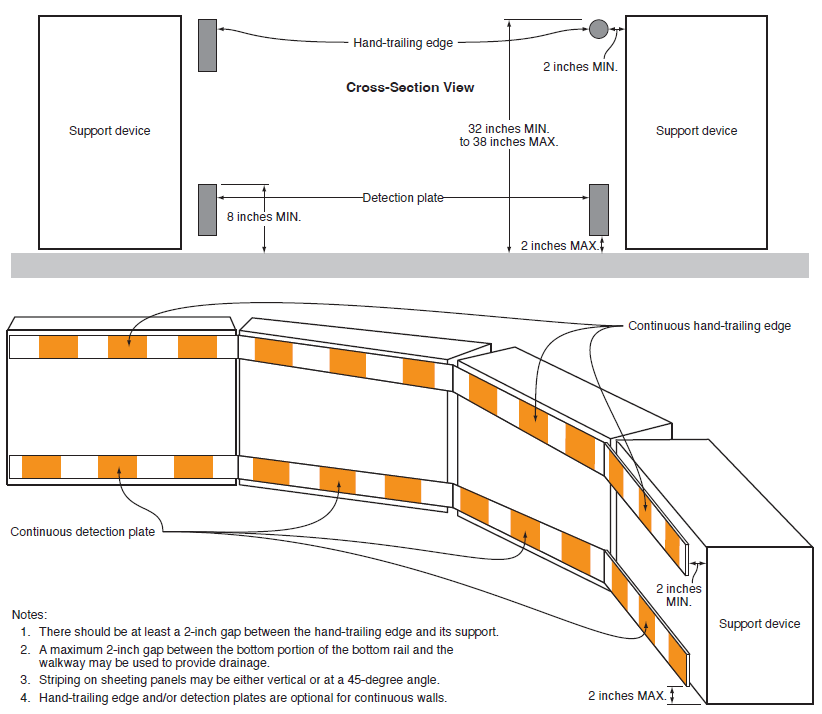 Hand-trailing edge
2 inches MIN.
Cross-Section View
Support device
32 inches MIN.
to 38 inches MAX.
Support device
Detection plate
8 inches MIN.
2 inches MAX.
Continuous hand-trailing edge
Continuous detection plate
2 inches
MIN.
Support device
2 inches MAX.
Notes:
1. There should be at least a 2-inch gap between the hand-trailing edge and its support.
2. A maximum 2-inch gap between the bottom portion of the bottom rail and the
walkway may be used to provide drainage.
3. Striping on sheeting panels may be either vertical or at a 45-degree angle.
4. Hand-trailing edge and/or detection plates are optional for continuous walls.